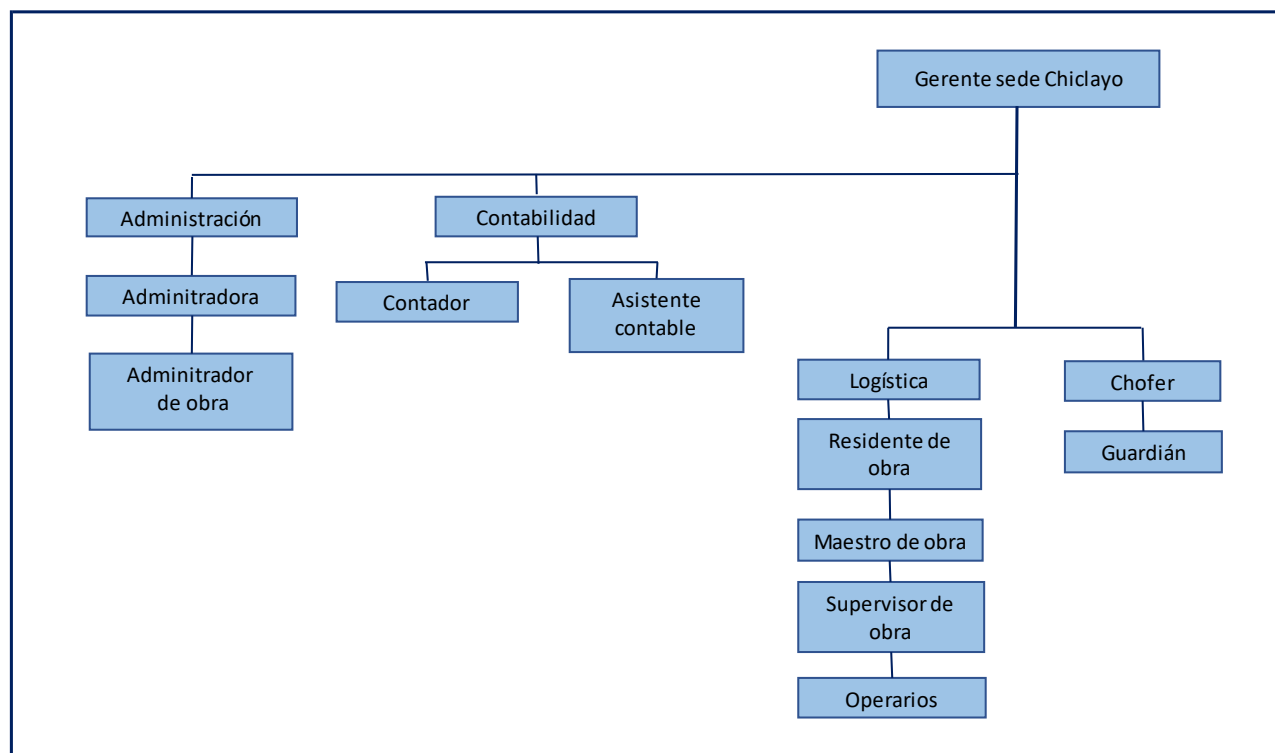 Gerente sede Chiclayo
Administración
Contabilidad
Adminitradora
Contador
Asistente
contable
Adminitrador
de obra
Logística
Chofer
Residente de
obra
Guardián
Maestro de obra
Supervisor de
obra
Operarios